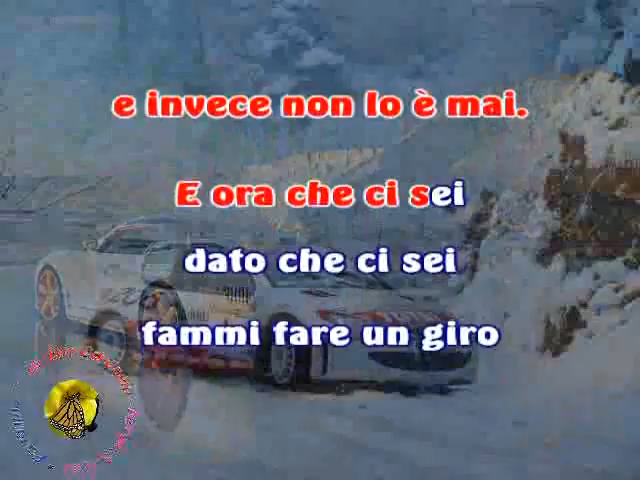 e invece non lo è mai.
E ora che ci sei
dato che ci sei
fammi fare un giro